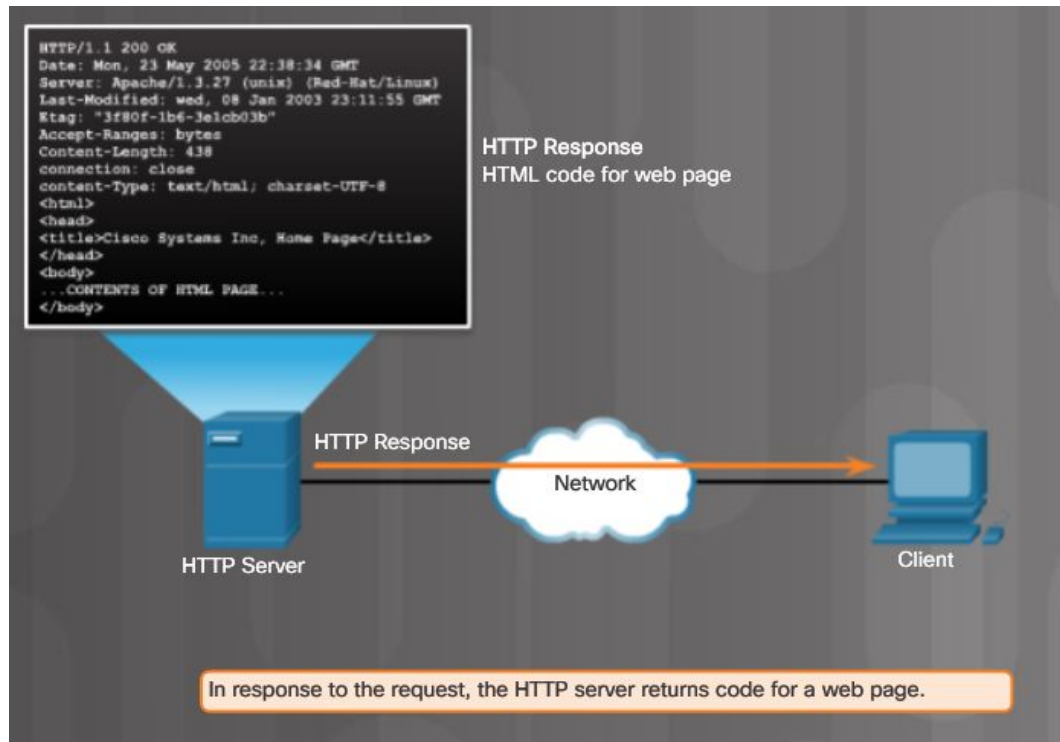 HTTP/1.1 200 OK
Date: Mon, 23 May 2005 22:38:34 GMT
Server: Apache/1.3.27 (unix) (Red-Hat/Linux)
Last-Modified: wed, 08 Jan 2003 23:11:55 GMT
Etag: "3f80f-1b6-3e1cb03b"
Accept-Ranges: bytes
Content-Length: 438
connection: close
content-Type: text/html; charset-UTF-8
<html>
<head>
<title>Cisco Systems Inc, Home Page</title>
</head>
<body>
...CONTENTS OF HTML PAGE...
</body>
HTTP Response
HTML code for web page
HTTP Response
Network
HTTP Server
Client
In response to the request, the HTTP server returns code for a web page.